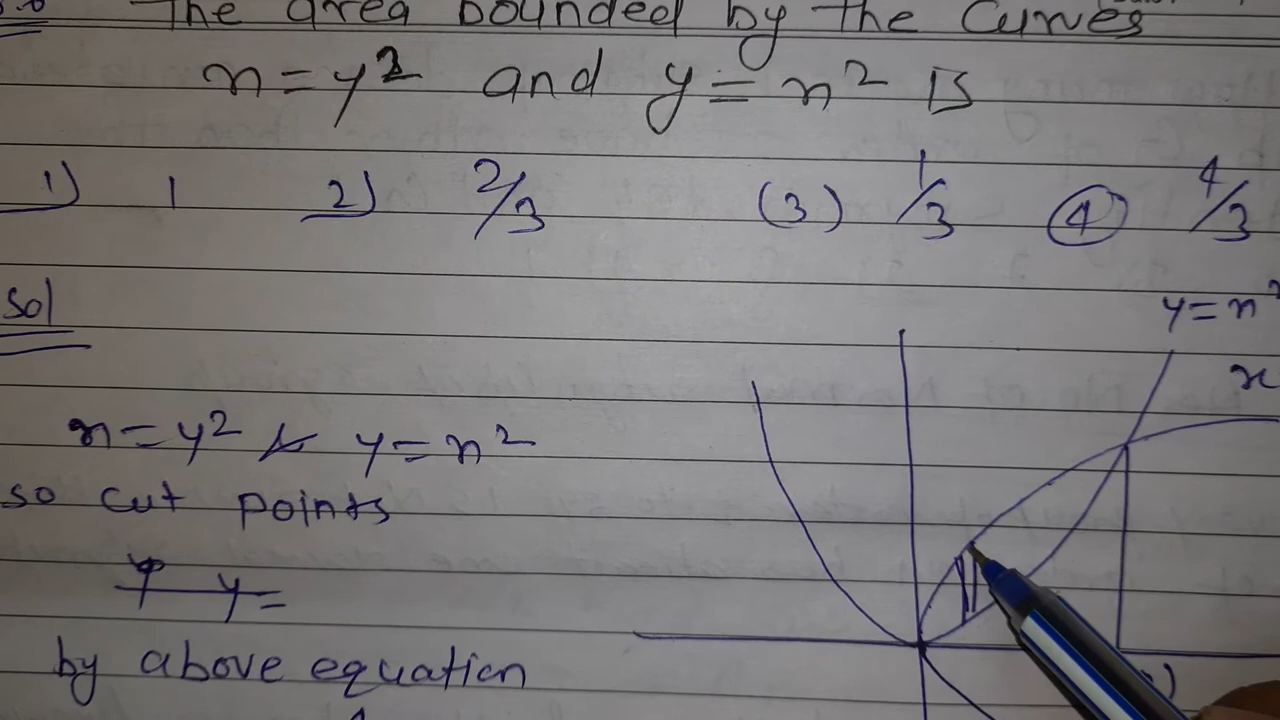 The area bounded by the curves
x = y² and y = x² is
1) 1 2) 2/3 (3) 1/3 (4) 4/3
Sol
y = x²
x
x = y² & y = x²
so cut points
y =
by above equation